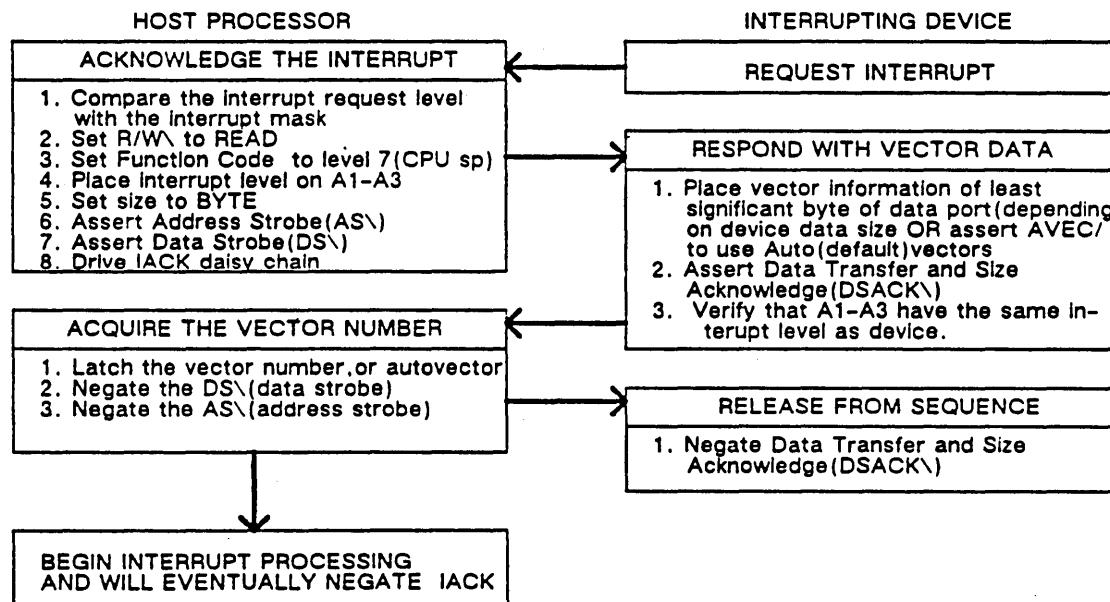 HOST PROCESSOR
ACKNOWLEDGE THE INTERRUPT
1. Compare the interrupt request level
with the interrupt mask
2. Set R/W\ to READ
3. Set Function Code to level 7(CPU sp)
4. Place interrupt level on A1-A3
5. Set size to BYTE
6. Assert Address Strobe(AS\)
7. Assert Data Strobe(DS\)
8. Drive IACK daisy chain
ACQUIRE THE VECTOR NUMBER
1. Latch the vector number,or autovector
2. Negate the DS\(data strobe)
3. Negate the AS\(address strobe)
BEGIN INTERRUPT PROCESSING
AND WILL EVENTUALLY NEGATE IACK
INTERRUPTING DEVICE
REQUEST INTERRUPT
RESPOND WITH VECTOR DATA
1. Place vector information of least
significant byte of data port(depending
on device data size OR assert AVEC/
to use Auto(default)vectors
2. Assert Data Transfer and Size
Acknowledge(DSACK\)
3. Verify that A1-A3 have the same in-
terrupt level as device.
RELEASE FROM SEQUENCE
1. Negate Data Transfer and Size
Acknowledge(DSACK\)